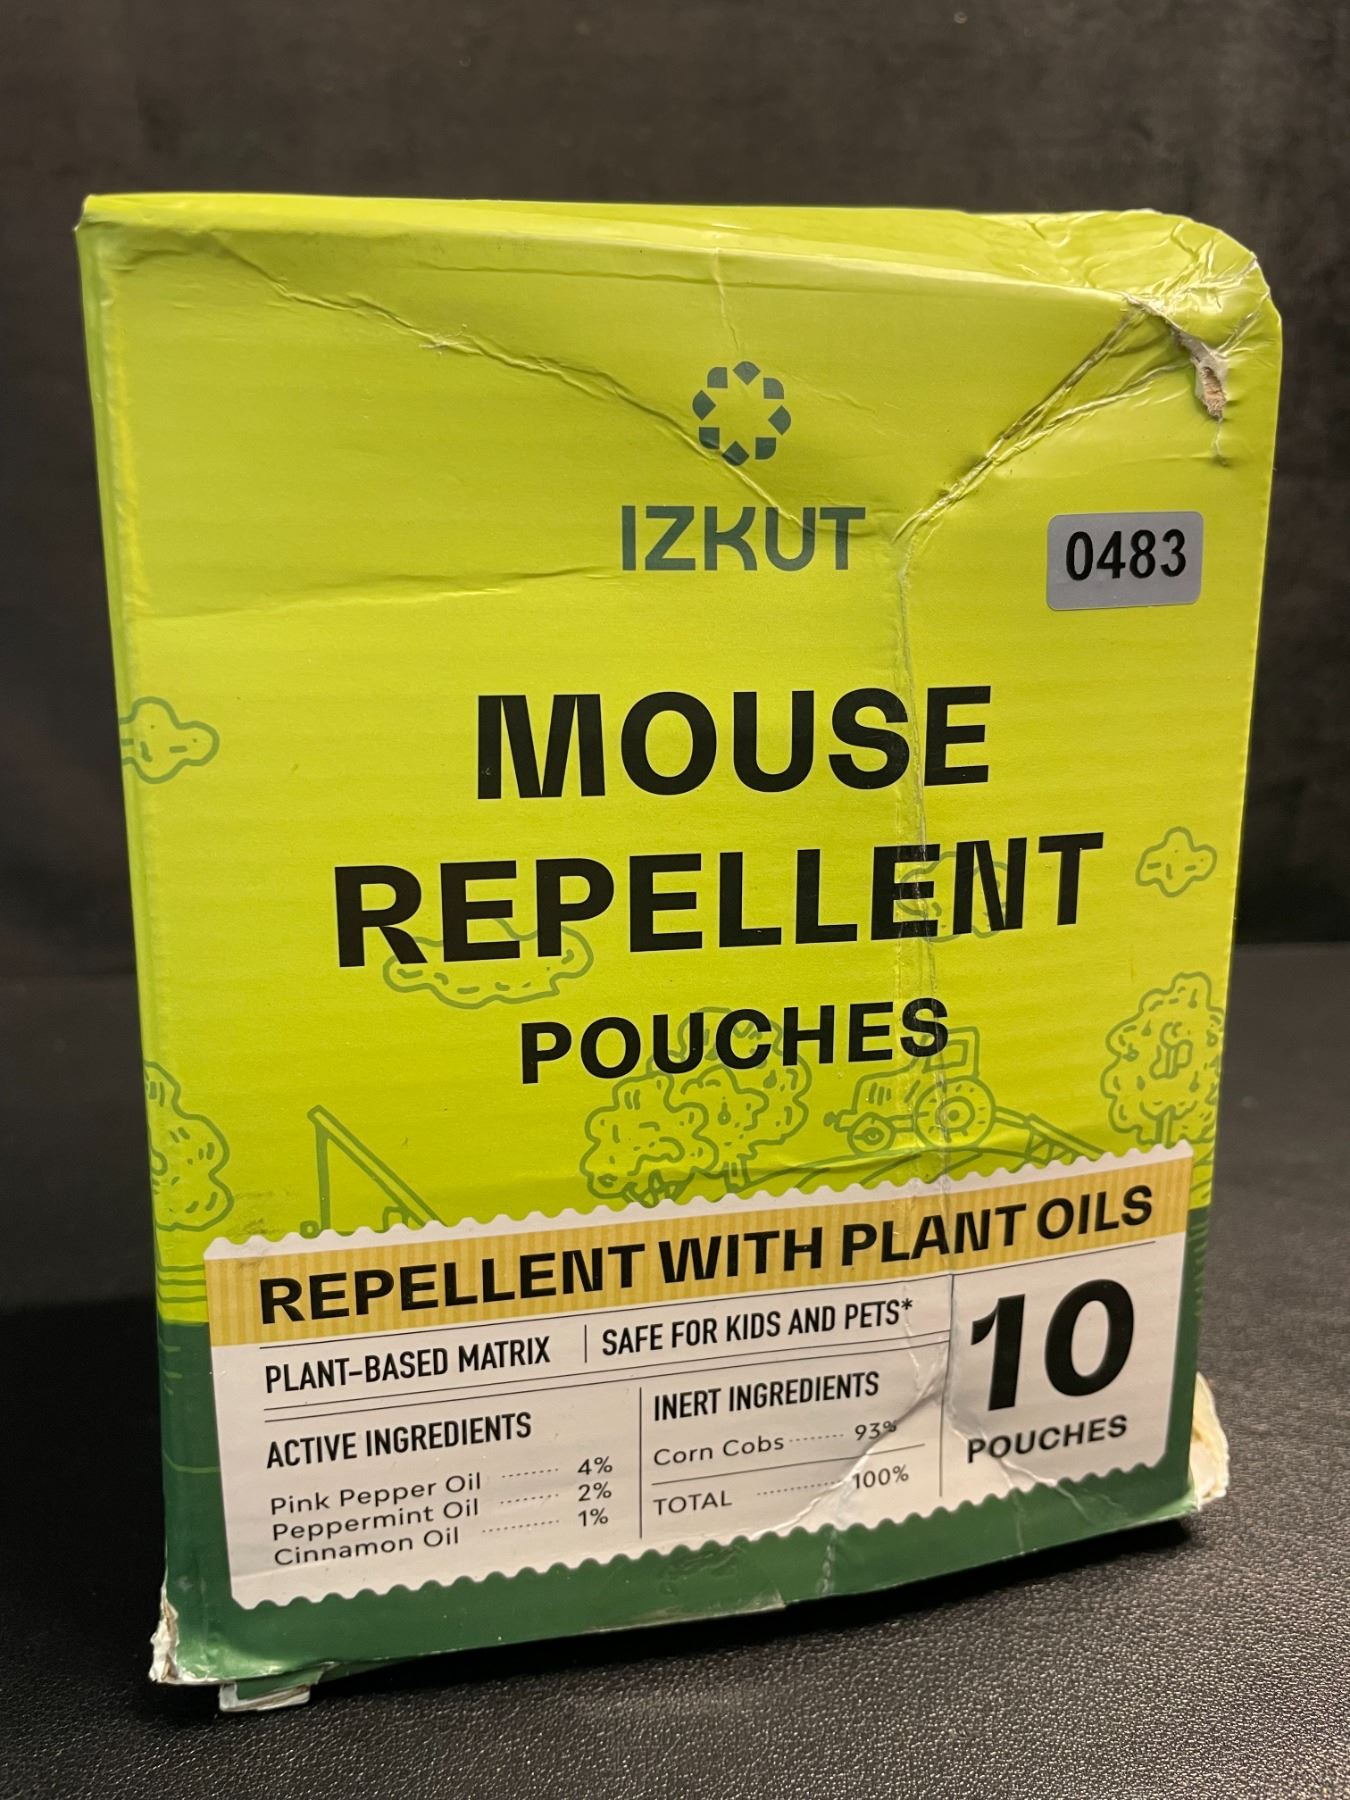 IZKUT
0483
MOUSE
REPELLENT
POUCHES
REPELLENT WITH PLANT OILS
PLANT-BASED MATRIX | SAFE FOR KIDS AND PETS*
ACTIVE INGREDIENTS
Pink Pepper Oil ........ 4%
Peppermint Oil ........ 2%
Cinnamon Oil ........... 1%
INERT INGREDIENTS
Corn Cobs ....... 93%
TOTAL ............ 100%
10
POUCHES